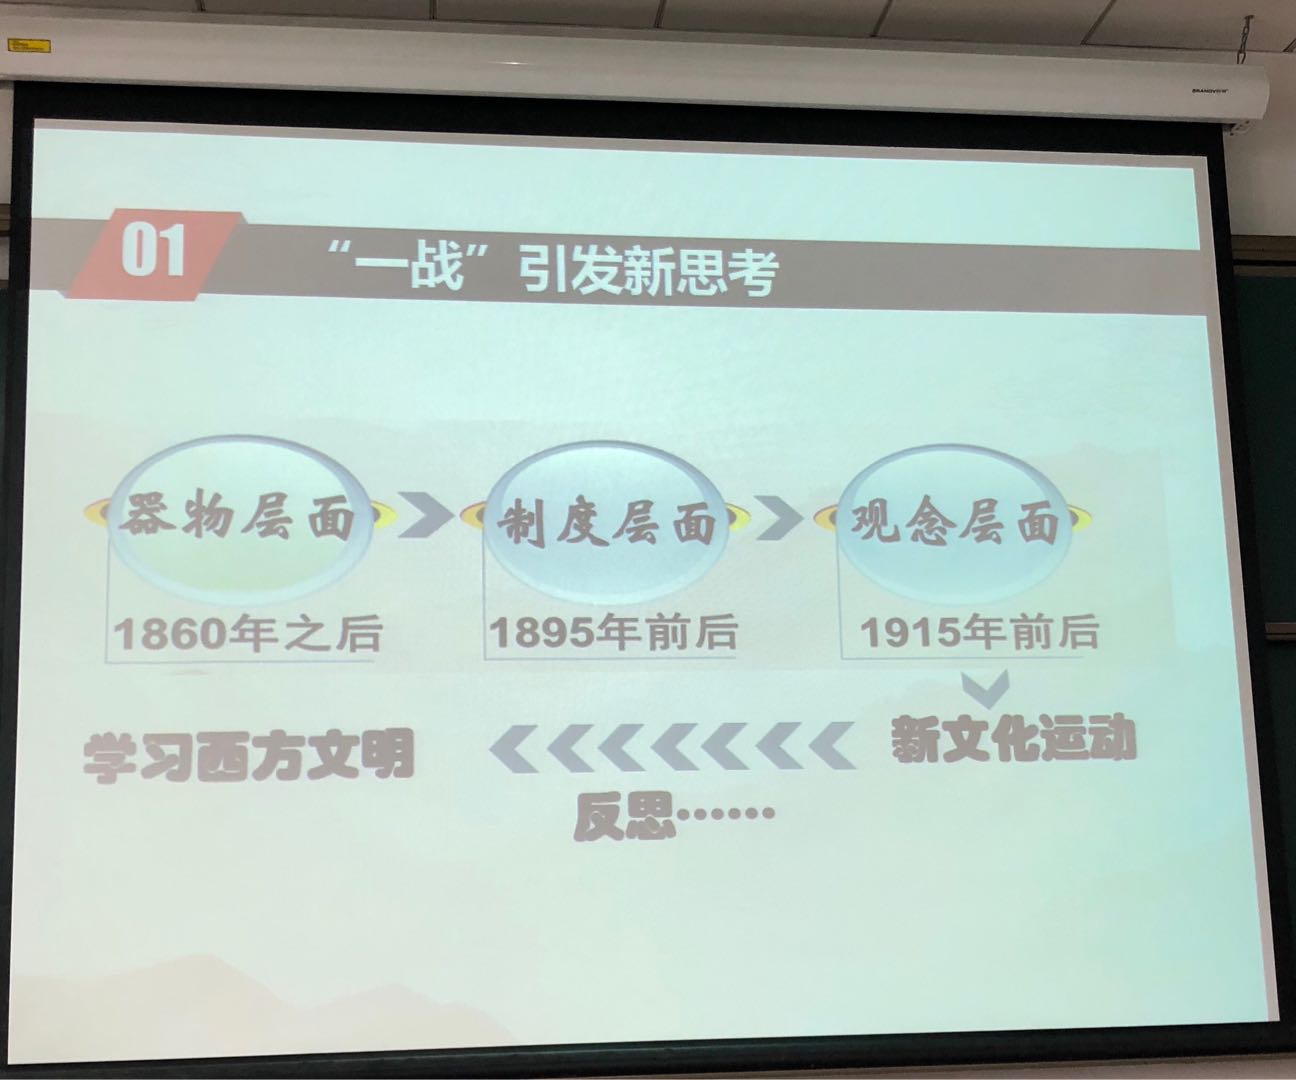 01
“一战”引发新思考
器物层面
制度层面
观念层面
1860年之后
1895年前后
1915年前后
学习西方文明
新文化运动
反思……